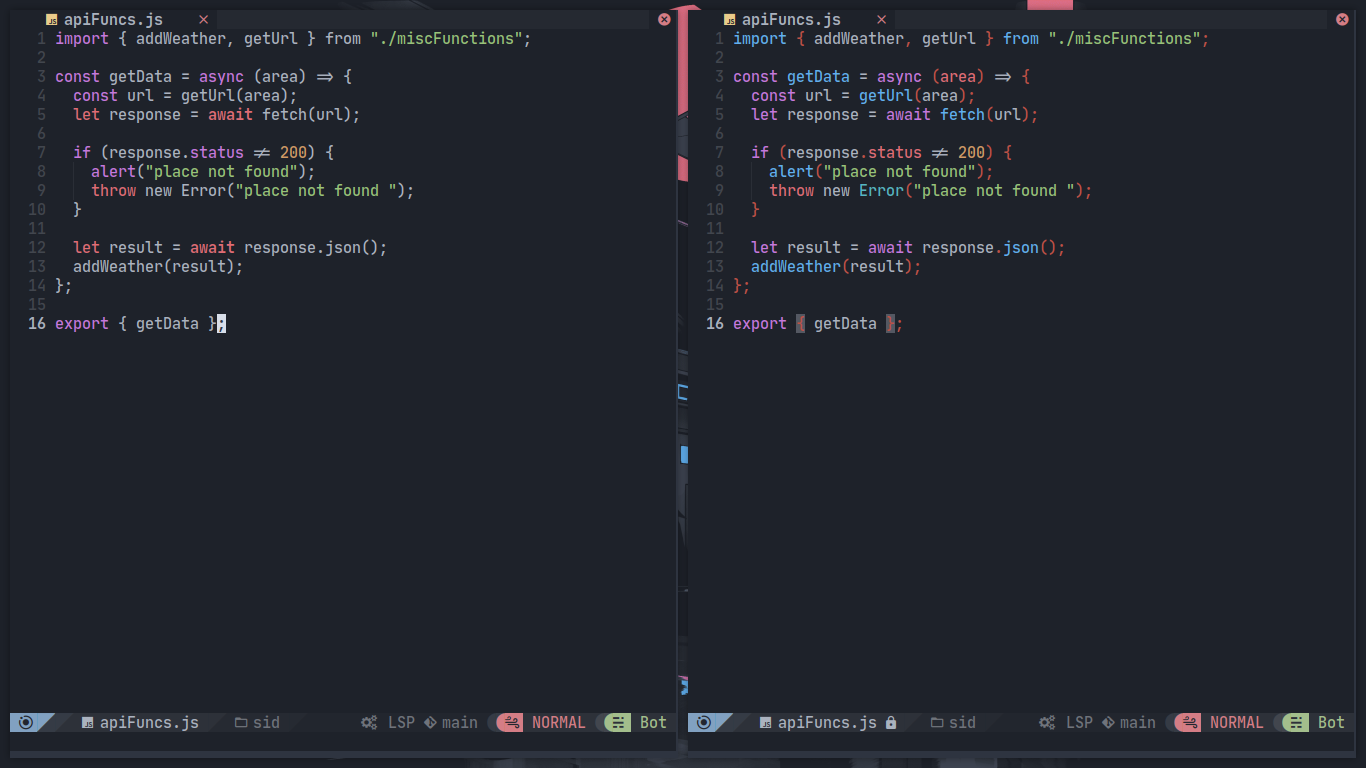 apiFuncs.js ×
1 import { addWeather, getUrl } from "./miscFunctions";
2
3 const getData = async (area) => {
4   const url = getUrl(area);
5   let response = await fetch(url);
6
7   if (response.status != 200) {
8     alert("place not found");
9     throw new Error("place not found ");
10   }
11
12   let result = await response.json();
13   addWeather(result);
14 };
15
16 export { getData };
apiFuncs.js sid LSP main NORMAL Bot
apiFuncs.js ×
1 import { addWeather, getUrl } from "./miscFunctions";
2
3 const getData = async (area) => {
4   const url = getUrl(area);
5   let response = await fetch(url);
6
7   if (response.status != 200) {
8     alert("place not found");
9     throw new Error("place not found ");
10   }
11
12   let result = await response.json();
13   addWeather(result);
14 };
15
16 export { getData };
apiFuncs.js sid LSP main NORMAL Bot